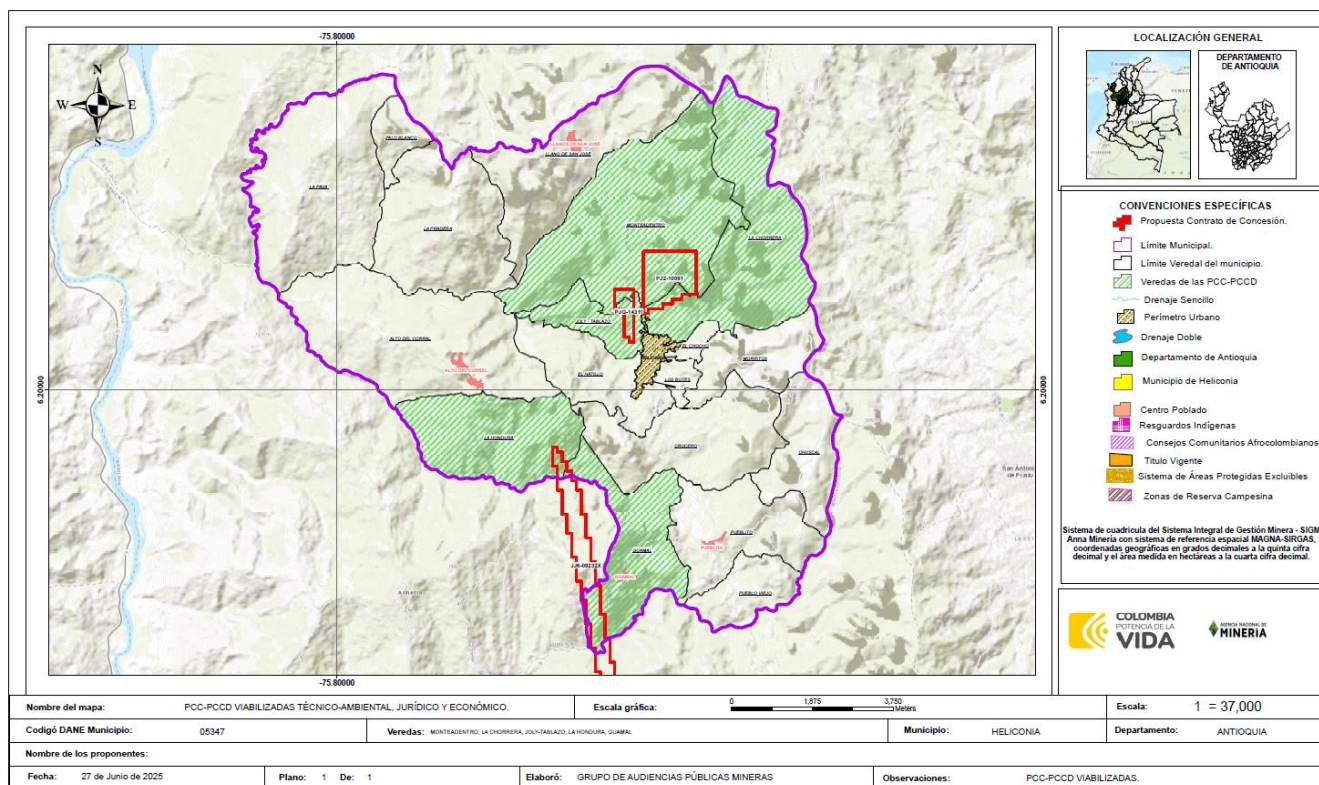 -75.80000
N
W E
S
6.20000
6.20000
PALO BLANCO
LLANOS DE SAN JOSÉ
LLANO DE SAN JOSÉ
LA PAVA
LA PRADERA
MONTEADENTRO
LA CHORRERA
PJZ-15091
PJG-14311
JOLY - TABLAZO
ALTO DEL CORRAL
EL CHOCHO
MORRITOS
ALTO DEL CORRAL
EL HATILLO
LOS BOTES
LA HONDURA
CRUCERO
CHUSCAL
San Antonio
de Prado
PUEBLITO
PUEBLITO
GUAMAL
JJ6-09232X
GUAMAL
Armenia
PUEBLO VIEJO
-75.80000
LOCALIZACIÓN GENERAL
DEPARTAMENTO
DE ANTIOQUIA
CONVENCIONES ESPECÍFICAS
Propuesta Contrato de Concesión.
Límite Municipal.
Límite Veredal del municipio.
Veredas de las PCC-PCCD
Drenaje Sencillo
Perímetro Urbano
Drenaje Doble
Departamento de Antioquia
Municipio de Heliconia
Centro Poblado
Resguardos Indígenas
Consejos Comunitarios Afrocolombianos
Titulo Vigente
Sistema de Áreas Protegidas Excluibles
Zonas de Reserva Campesina
Sistema de cuadricula del Sistema Integral de Gestión Minera - SIGM
Anna Minería con sistema de referencia espacial MAGNA-SIRGAS,
coordenadas geográficas en grados decimales a la quinta cifra
decimal y el área medida en hectáreas a la cuarta cifra decimal.
COLOMBIA
POTENCIA DE LA
VIDA
AGENCIA NACIONAL DE
MINERÍA
Nombre del mapa: PCC-PCCD VIABILIZADAS TÉCNICO-AMBIENTAL, JURÍDICO Y ECONÓMICO. Escala gráfica: 0 1,875 3,750 Meters Escala: 1 = 37,000
Codigó DANE Municipio: 05347 Veredas: MONTEADENTRO, LA CHORRERA, JOLY-TABLAZO, LA HONDURA, GUAMAL Municipio: HELICONIA Departamento: ANTIOQUIA
Nombre de los proponentes:
Fecha: 27 de Junio de 2025 Plano: 1 De: 1 Elaboró: GRUPO DE AUDIENCIAS PÚBLICAS MINERAS Observaciones: PCC-PCCD VIABILIZADAS.